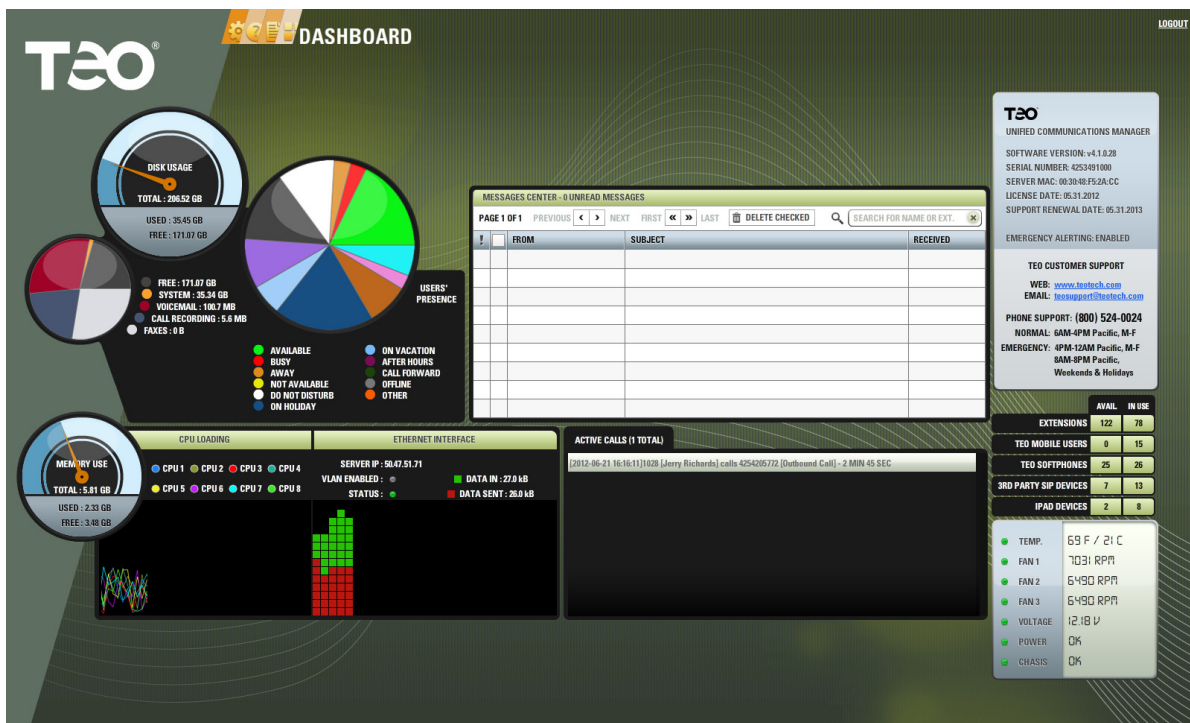 LOGOUT
TEO®
DASHBOARD
DISK USAGE
TOTAL : 206.52 GB
USED : 35.45 GB
FREE : 171.07 GB
FREE : 171.07 GB
SYSTEM : 35.34 GB
VOICEMAIL : 100.7 MB
CALL RECORDING : 5.6 MB
FAXES : 0 B
USERS'
PRESENCE
AVAILABLE
BUSY
AWAY
NOT AVAILABLE
DO NOT DISTURB
ON HOLIDAY
ON VACATION
AFTER HOURS
CALL FORWARD
OFFLINE
OTHER
MESSAGES CENTER - 0 UNREAD MESSAGES
PAGE 1 OF 1 PREVIOUS < > NEXT FIRST « » LAST DELETE CHECKED SEARCH FOR NAME OR EXT.
! FROM SUBJECT RECEIVED
MEMORY USE
TOTAL : 5.81 GB
USED : 2.33 GB
FREE : 3.48 GB
CPU LOADING
CPU 1 CPU 2 CPU 3 CPU 4
CPU 5 CPU 6 CPU 7 CPU 8
ETHERNET INTERFACE
SERVER IP : 50.47.51.71
VLAN ENABLED :
STATUS :
DATA IN : 27.0 kB
DATA SENT : 26.0 kB
ACTIVE CALLS (1 TOTAL)
[2012-06-21 16:16:11]1028 [Jerry Richards] calls 4254205772 [Outbound Call] - 2 MIN 45 SEC
TEO
UNIFIED COMMUNICATIONS MANAGER
SOFTWARE VERSION: v4.1.0.28
SERIAL NUMBER: 4253491000
SERVER MAC: 00:30:48:F5:2A:CC
LICENSE DATE: 05.31.2012
SUPPORT RENEWAL DATE: 05.31.2013
EMERGENCY ALERTING: ENABLED
TEO CUSTOMER SUPPORT
WEB: www.teotech.com
EMAIL: teosupport@teotech.com
PHONE SUPPORT: (800) 524-0024
NORMAL: 6AM-4PM Pacific, M-F
EMERGENCY: 4PM-12AM Pacific, M-F
8AM-8PM Pacific,
Weekends & Holidays
AVAIL. IN USE
EXTENSIONS 122 78
TEO MOBILE USERS 0 15
TEO SOFTPHONES 25 26
3RD PARTY SIP DEVICES 7 13
IPAD DEVICES 2 8
TEMP. 69 F / 21 C
FAN 1 7031 RPM
FAN 2 6490 RPM
FAN 3 6490 RPM
VOLTAGE 12.18 V
POWER OK
CHASIS OK